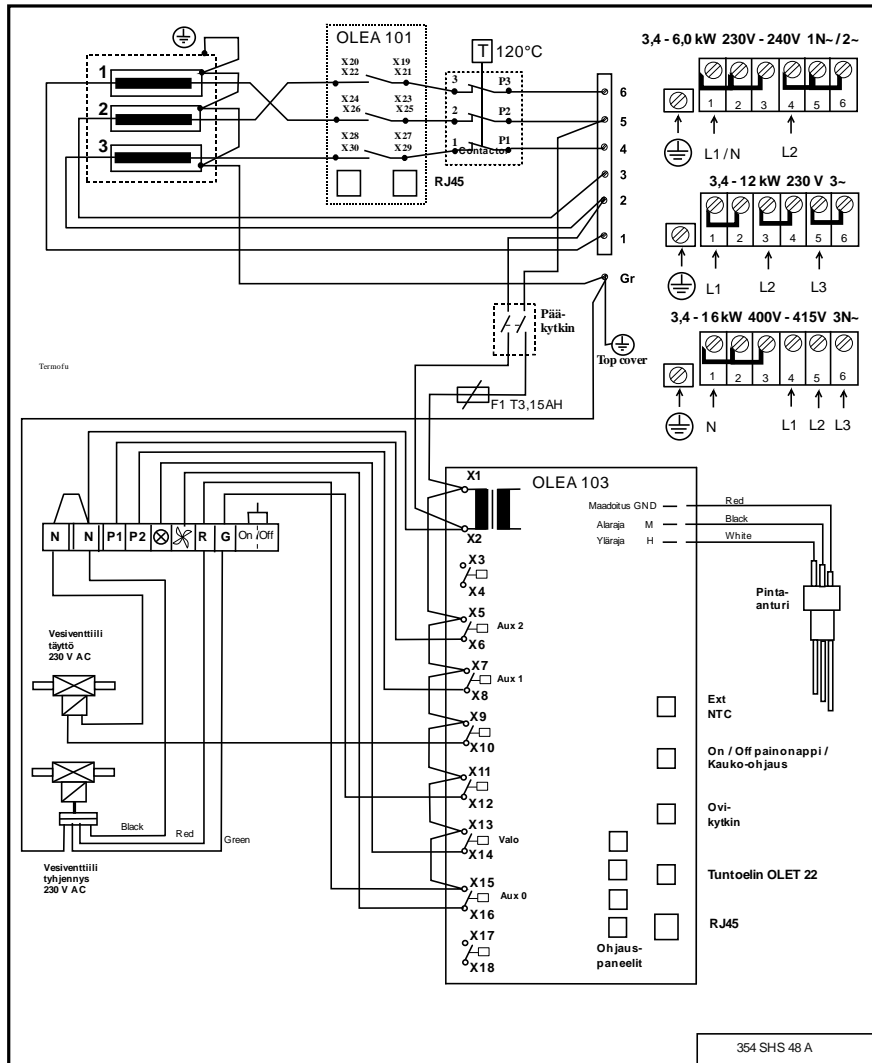 OLEA 101
T 120°C
3,4 - 6,0 kW 230V - 240V 1N~ / 2~
1 2 3 4 5 6
L1 / N L2
1
2
3
X20
X22
X19
X21
X24
X26
X23
X25
X28
X30
X27
X29
3 P3
2 P2
1 P1
Contactor
RJ45
6
5
4
3
2
1
Gr
3,4 - 12 kW 230 V 3~
1 2 3 4 5 6
L1 L2 L3
3,4 - 16 kW 400V - 415V 3N~
1 2 3 4 5 6
N L1 L2 L3
Pää-
kytkin
Top cover
Termofu
F1 T3,15AH
N N P1 P2 R G On / Off
OLEA 103
X1
X2
X3
X4
X5
X6
Aux 2
X7
X8
Aux 1
X9
X10
X11
X12
X13
X14
Valo
X15
X16
Aux 0
X17
X18
Maadoitus GND
Alaraja M
Yläraja H
Red
Black
White
Pinta-
anturi
Ext
NTC
On / Off painonappi /
Kauko-ohjaus
Ovi-
kytkin
Tuntoelin OLET 22
RJ45
Ohjaus-
paneelit
Vesiventtiili
täyttö
230 V AC
Black
Red
Green
Vesiventtiili
tyhjennys
230 V AC
354 SHS 48 A